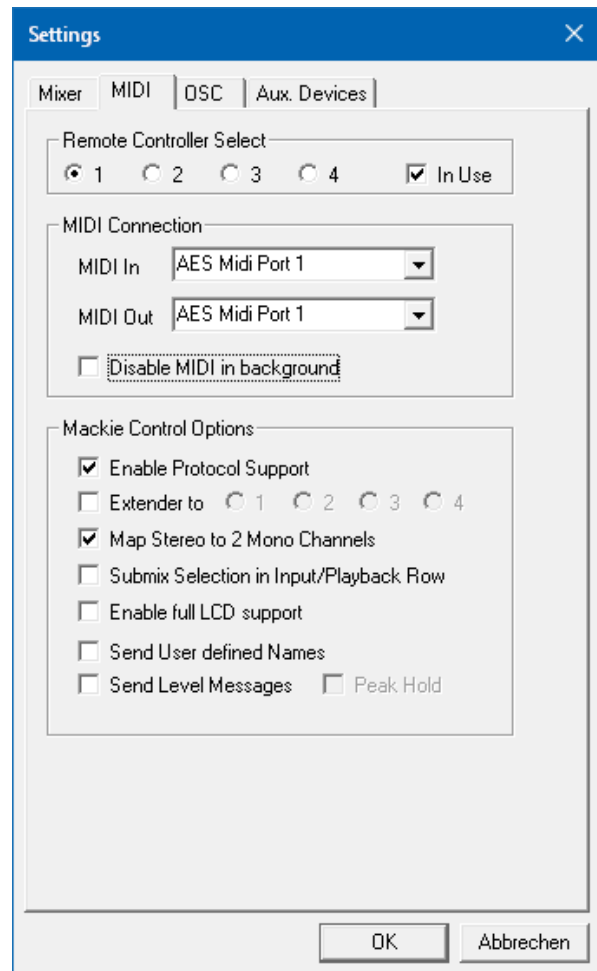 Settings
Mixer MIDI OSC Aux. Devices
Remote Controller Select
1 2 3 4 In Use
MIDI Connection
MIDI In AES Midi Port 1
MIDI Out AES Midi Port 1
Disable MIDI in background
Mackie Control Options
Enable Protocol Support
Extender to 1 2 3 4
Map Stereo to 2 Mono Channels
Submix Selection in Input/Playback Row
Enable full LCD support
Send User defined Names
Send Level Messages Peak Hold
OK Abbrechen